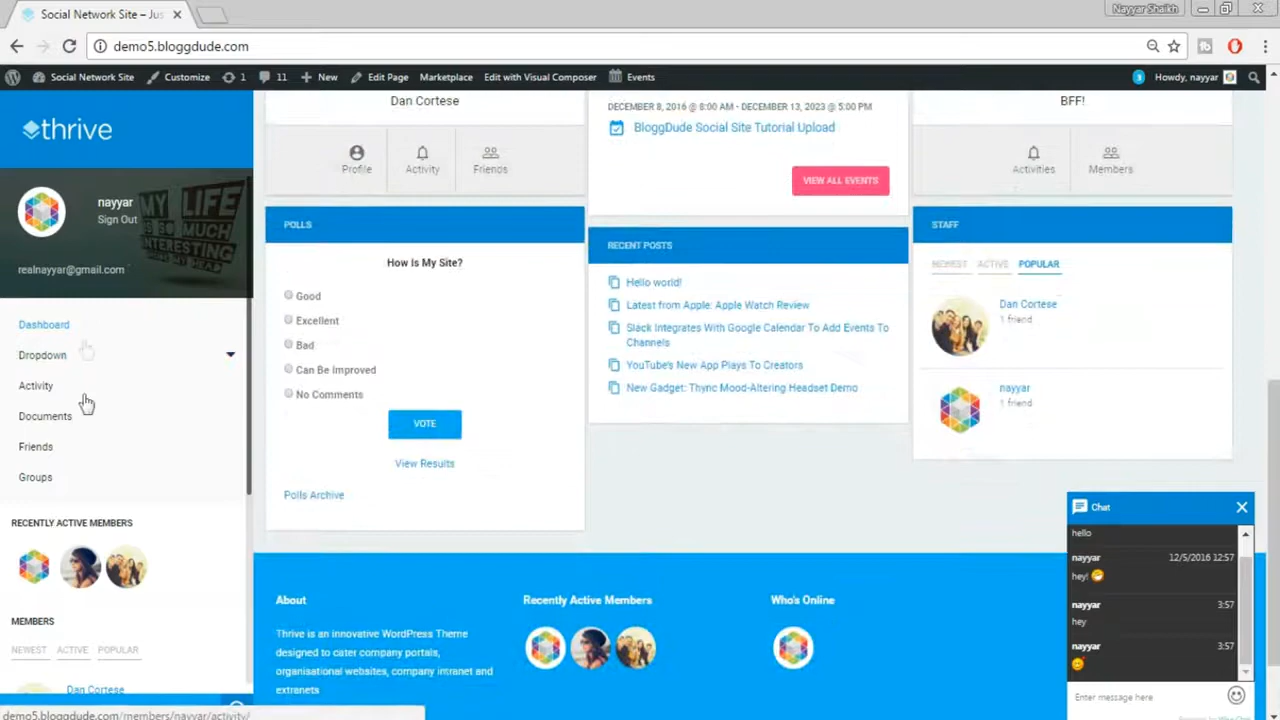 Social Network Site – Jus
Nayyar Shaikh
demo5.bloggdude.com
Social Network Site
Customize
1
11
New
Edit Page
Marketplace
Edit with Visual Composer
Events
3
Howdy, nayyar
thrive
nayyar
Sign Out
MY LIFE
IS SO MUCH
INTERESTING
realnayyar@gmail.com
Dashboard
Dropdown
Activity
Documents
Friends
Groups
RECENTLY ACTIVE MEMBERS
MEMBERS
NEWEST ACTIVE POPULAR
Dan Cortese
Dan Cortese
Profile
Activity
Friends
POLLS
How Is My Site?
Good
Excellent
Bad
Can Be Improved
No Comments
VOTE
View Results
Polls Archive
DECEMBER 8, 2016 @ 8:00 AM - DECEMBER 13, 2023 @ 5:00 PM
BloggDude Social Site Tutorial Upload
VIEW ALL EVENTS
RECENT POSTS
Hello world!
Latest from Apple: Apple Watch Review
Slack Integrates With Google Calendar To Add Events To
Channels
YouTube's New App Plays To Creators
New Gadget: Thync Mood-Altering Headset Demo
BFF!
Activities
Members
STAFF
NEWEST ACTIVE POPULAR
Dan Cortese
1 friend
nayyar
1 friend
About
Thrive is an innovative WordPress Theme
designed to cater company portals,
organisational websites, company intranet and
extranets
Recently Active Members
Who's Online
Chat
hello
nayyar 12/5/2016 12:57
hey!
nayyar 3:57
hey
nayyar 3:57
Enter message here
demo5.bloggdude.com/members/nayyar/activity/